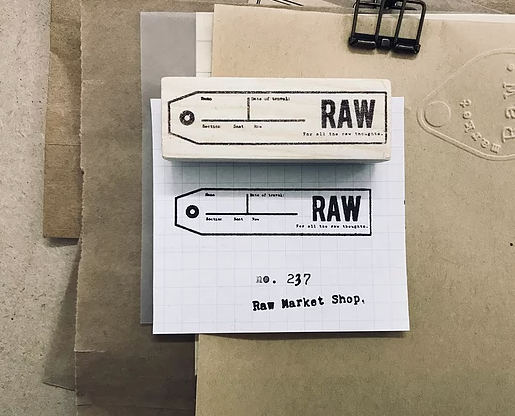 Name
Date of travel:
RAW
Section Seat Row
For all the raw thoughts.
Name
Date of travel:
RAW
Section Seat Row
For all the raw thoughts.
no. 237
Raw Market Shop.
Raw.